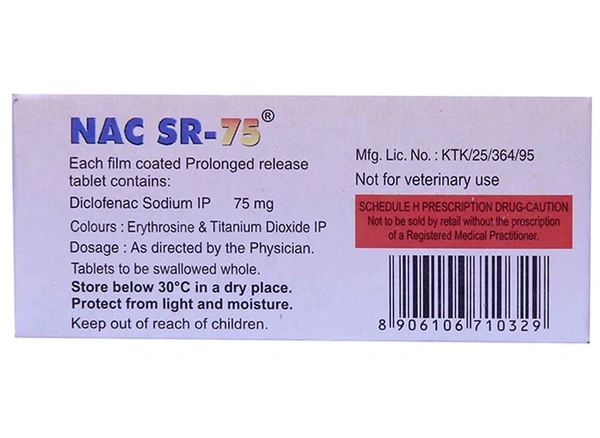 NAC SR-75®
Each film coated Prolonged release
tablet contains:
Diclofenac Sodium IP 75 mg
Colours : Erythrosine & Titanium Dioxide IP
Dosage : As directed by the Physician.
Tablets to be swallowed whole.
Store below 30°C in a dry place.
Protect from light and moisture.
Keep out of reach of children.
Mfg. Lic. No. : KTK/25/364/95
Not for veterinary use
SCHEDULE H PRESCRIPTION DRUG-CAUTION
Not to be sold by retail without the prescription
of a Registered Medical Practitioner.
8 906106 710329